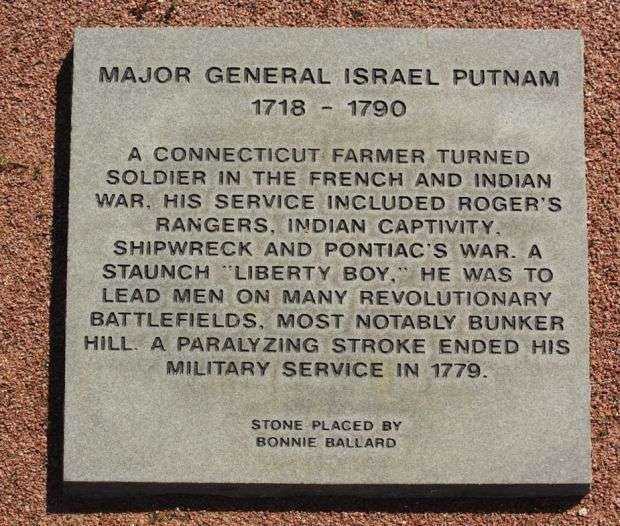 MAJOR GENERAL ISRAEL PUTNAM
1718 - 1790
A CONNECTICUT FARMER TURNED
SOLDIER IN THE FRENCH AND INDIAN
WAR, HIS SERVICE INCLUDED ROGER'S
RANGERS, INDIAN CAPTIVITY,
SHIPWRECK AND PONTIAC'S WAR. A
STAUNCH "LIBERTY BOY," HE WAS TO
LEAD MEN ON MANY REVOLUTIONARY
BATTLEFIELDS, MOST NOTABLY BUNKER
HILL. A PARALYZING STROKE ENDED HIS
MILITARY SERVICE IN 1779.
STONE PLACED BY
BONNIE BALLARD